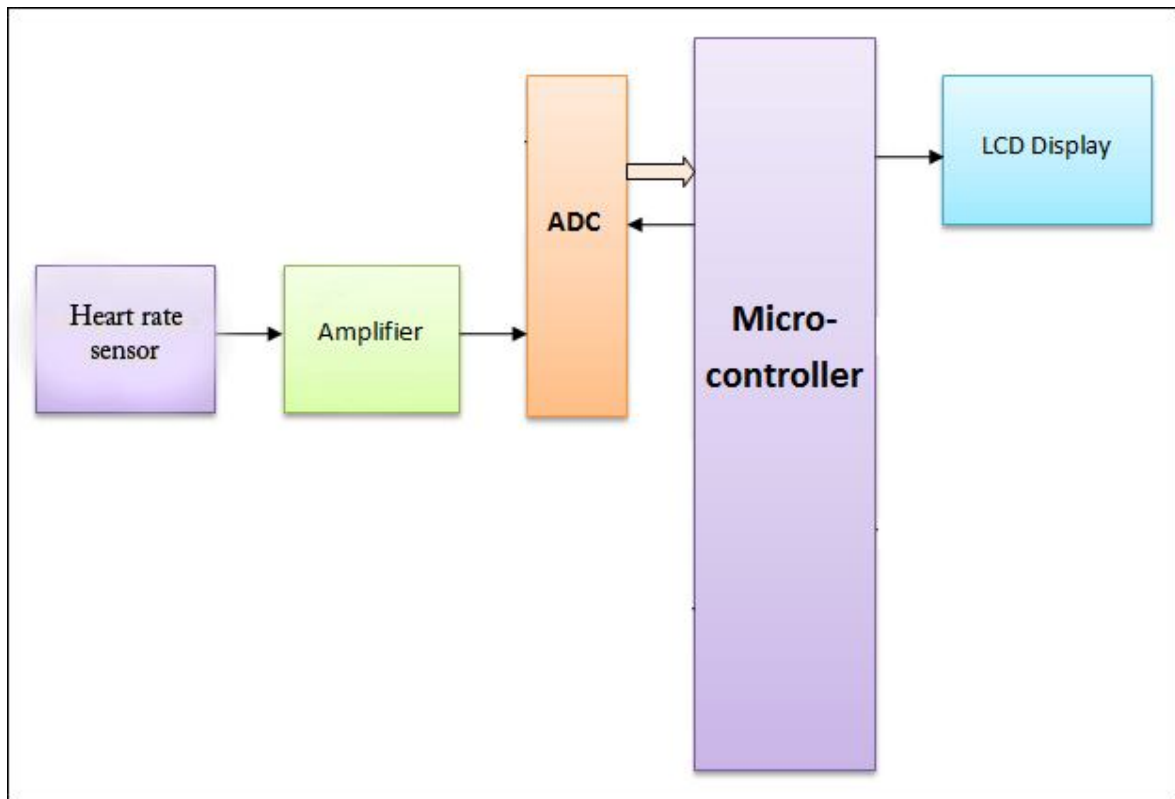 Heart rate
sensor
Amplifier
ADC
Micro-
controller
LCD Display